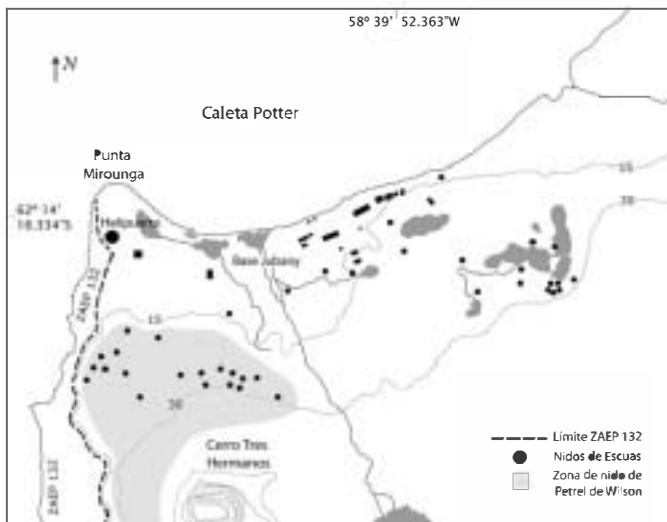 58° 39' 52.363"W
N
Caleta Potter
Punta
Mirounga
62° 14'
18.334"S
Helipuerto
Base Jubany
15
30
ZAEP 132
15
30
Cerro Tres
Hermanos
ZAEP 132
Límite ZAEP 132
Nidos de Escuas
Zona de nido de
Petrel de Wilson